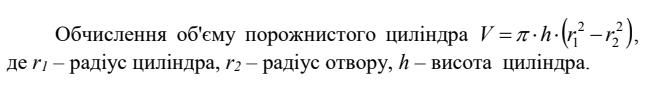 Обчислення об'єму порожнистого циліндра V = π · h · (r₁² − r₂²),
де r₁ – радіус циліндра, r₂ – радіус отвору, h – висота циліндра.